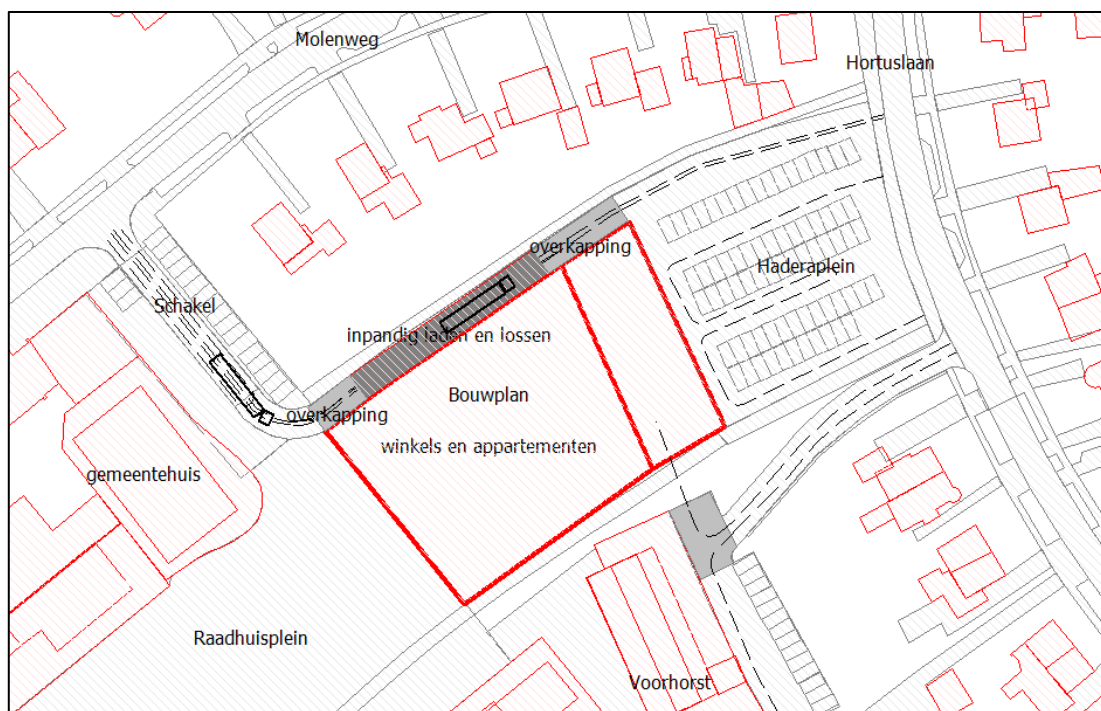 Molenweg
Hortuslaan
overkapping
Haderaplein
Schakel
inpandig laden en lossen
Bouwplan
overkapping
winkels en appartementen
gemeentehuis
Raadhuisplein
Voorhorst